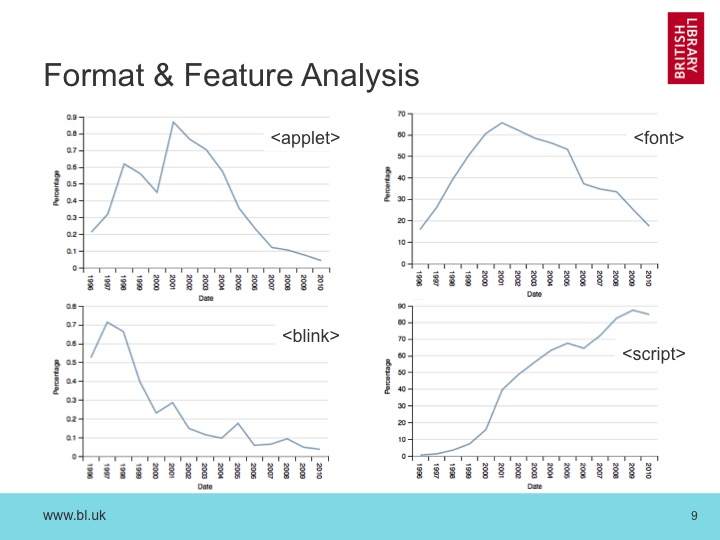 LIBRARY
BRITISH
Format & Feature Analysis
<applet>
Percentage
0.9
0.8
0.7
0.6
0.5
0.4
0.3
0.2
0.1
0
1996 1997 1998 1999 2000 2001 2002 2003 2004 2005 2006 2007 2008 2009 2010
Date
<font>
Percentage
70
60
50
40
30
20
10
0
1996 1997 1998 1999 2000 2001 2002 2003 2004 2005 2006 2007 2008 2009 2010
Date
<blink>
Percentage
0.8
0.7
0.6
0.5
0.4
0.3
0.2
0.1
0
1996 1997 1998 1999 2000 2001 2002 2003 2004 2005 2006 2007 2008 2009 2010
Date
<script>
Percentage
90
80
70
60
50
40
30
20
10
0
1996 1997 1998 1999 2000 2001 2002 2003 2004 2005 2006 2007 2008 2009 2010
Date
www.bl.uk
9